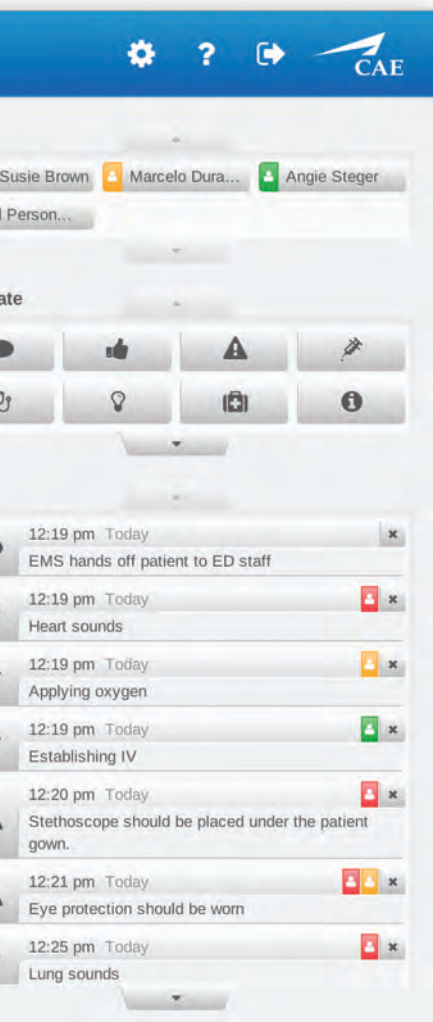 ?
CAE
Susie Brown
Marcelo Dura...
Angie Steger
Person...
ate
12:19 pm Today
EMS hands off patient to ED staff
12:19 pm Today
Heart sounds
12:19 pm Today
Applying oxygen
12:19 pm Today
Establishing IV
12:20 pm Today
Stethoscope should be placed under the patient
gown.
12:21 pm Today
Eye protection should be worn
12:25 pm Today
Lung sounds